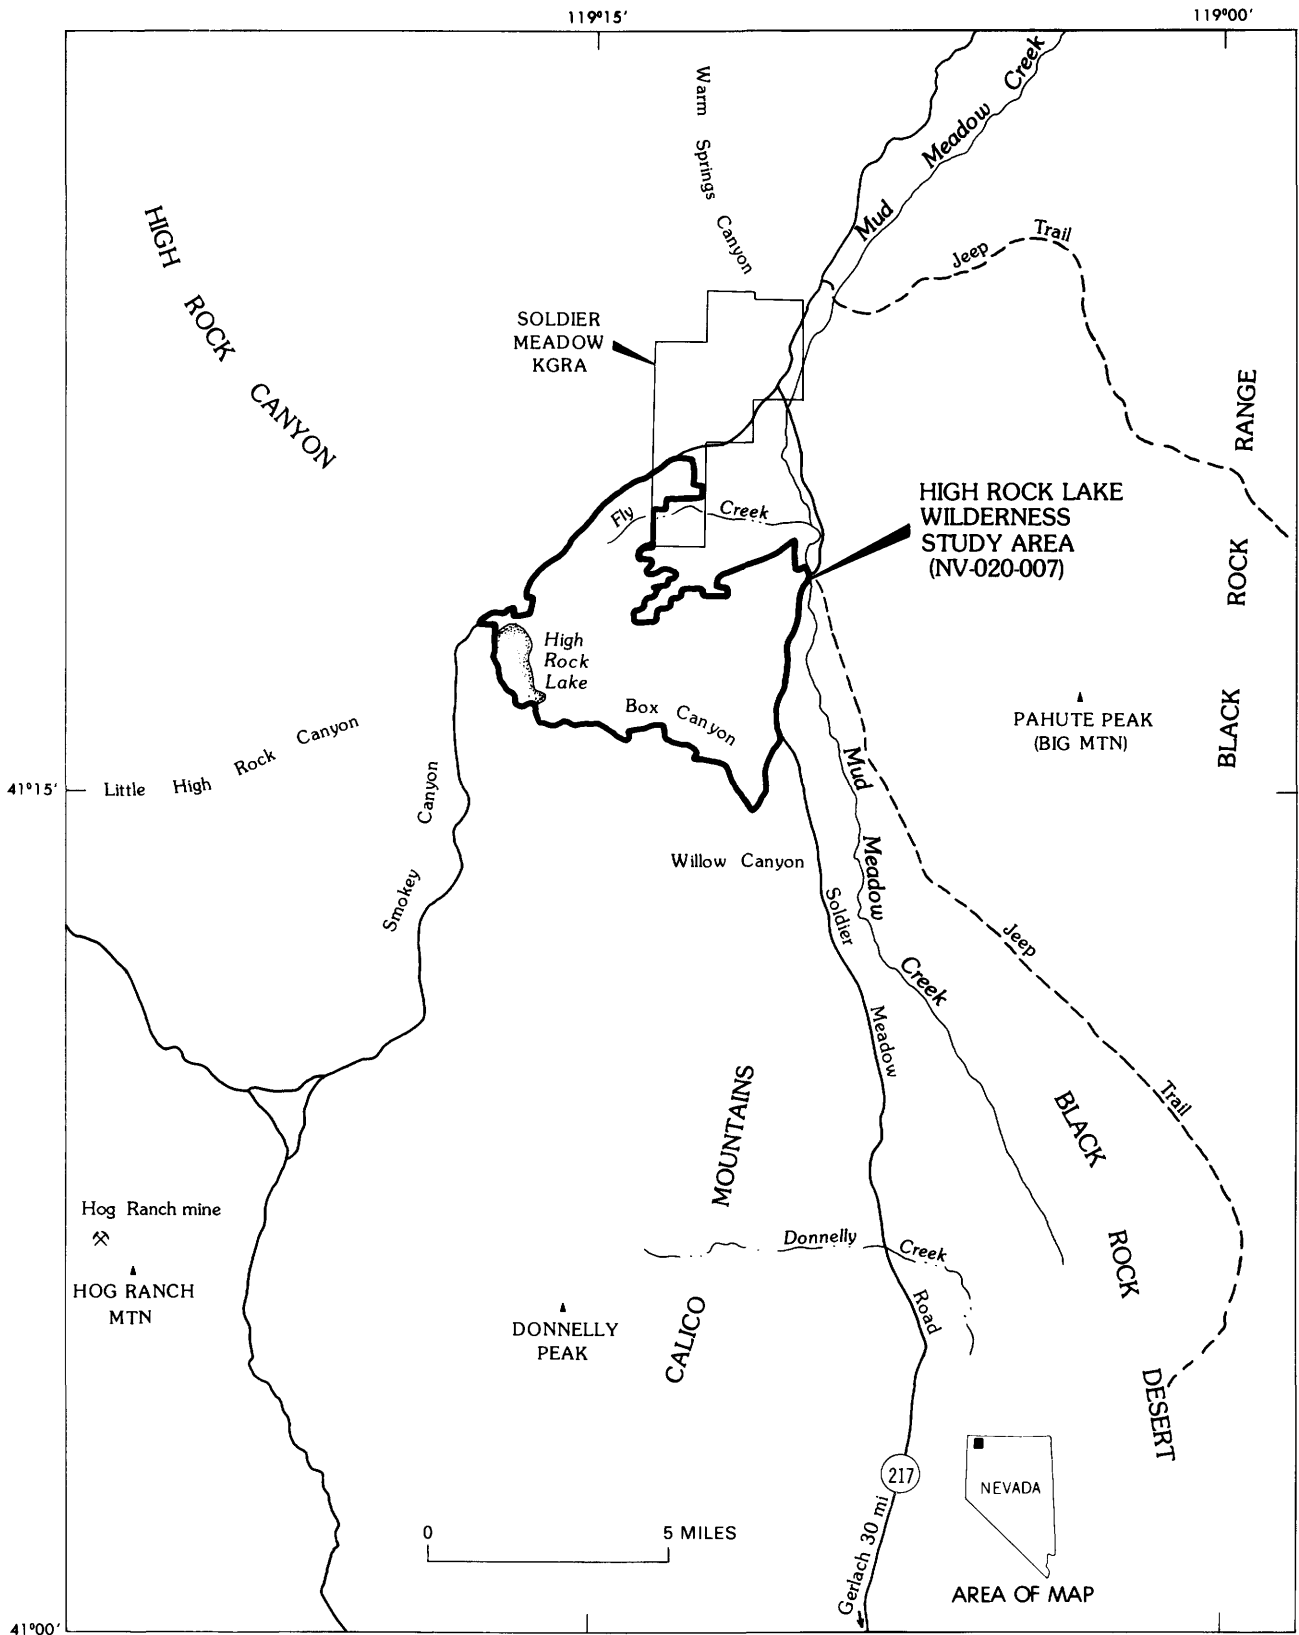 119°15'
119°00'
Warm Springs Canyon
Mud Meadow Creek
Jeep Trail
HIGH ROCK CANYON
SOLDIER
MEADOW
KGRA
BLACK ROCK RANGE
HIGH ROCK LAKE
WILDERNESS
STUDY AREA
(NV-020-007)
Fly Creek
High
Rock
Lake
Box Canyon
PAHUTE PEAK
(BIG MTN)
Little High Rock Canyon
41°15'
Smokey Canyon
Willow Canyon
Mud Meadow Creek
Soldier Meadow Road
Jeep Trail
CALICO MOUNTAINS
BLACK ROCK DESERT
Hog Ranch mine
HOG RANCH
MTN
Donnelly Creek
DONNELLY
PEAK
217
NEVADA
0 5 MILES
Gerlach 30 mi
AREA OF MAP
41°00'